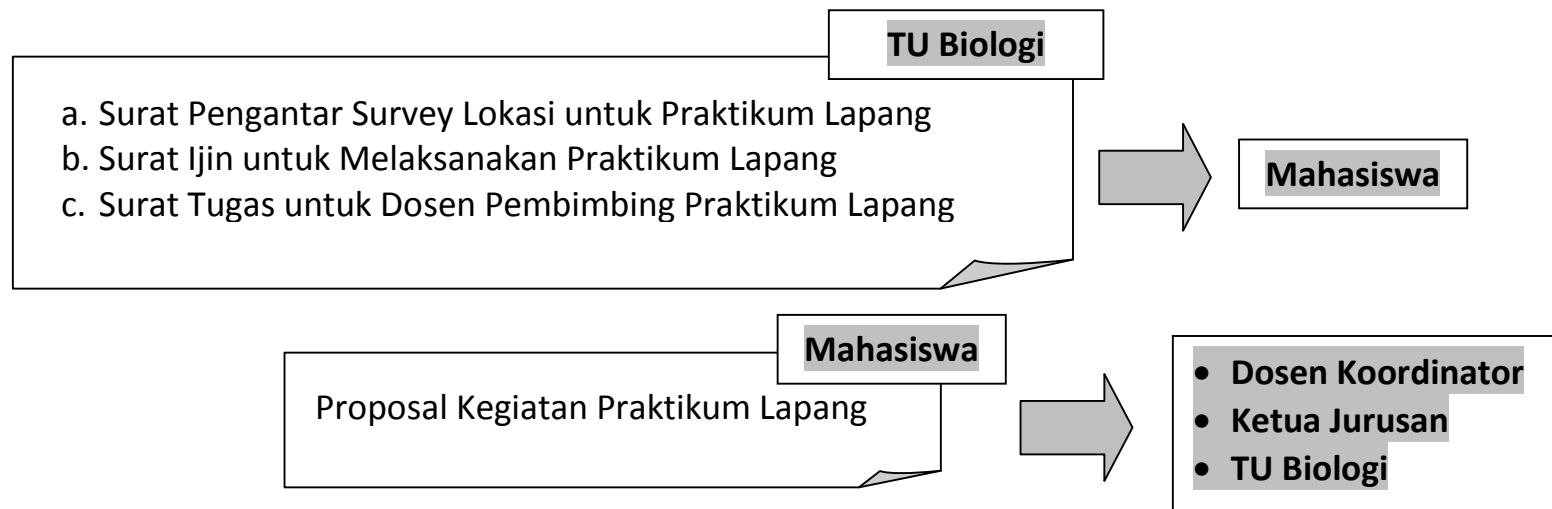 TU Biologi
a. Surat Pengantar Survey Lokasi untuk Praktikum Lapang
b. Surat Ijin untuk Melaksanakan Praktikum Lapang
c. Surat Tugas untuk Dosen Pembimbing Praktikum Lapang
Mahasiswa
Mahasiswa
Proposal Kegiatan Praktikum Lapang
• Dosen Koordinator
• Ketua Jurusan
• TU Biologi